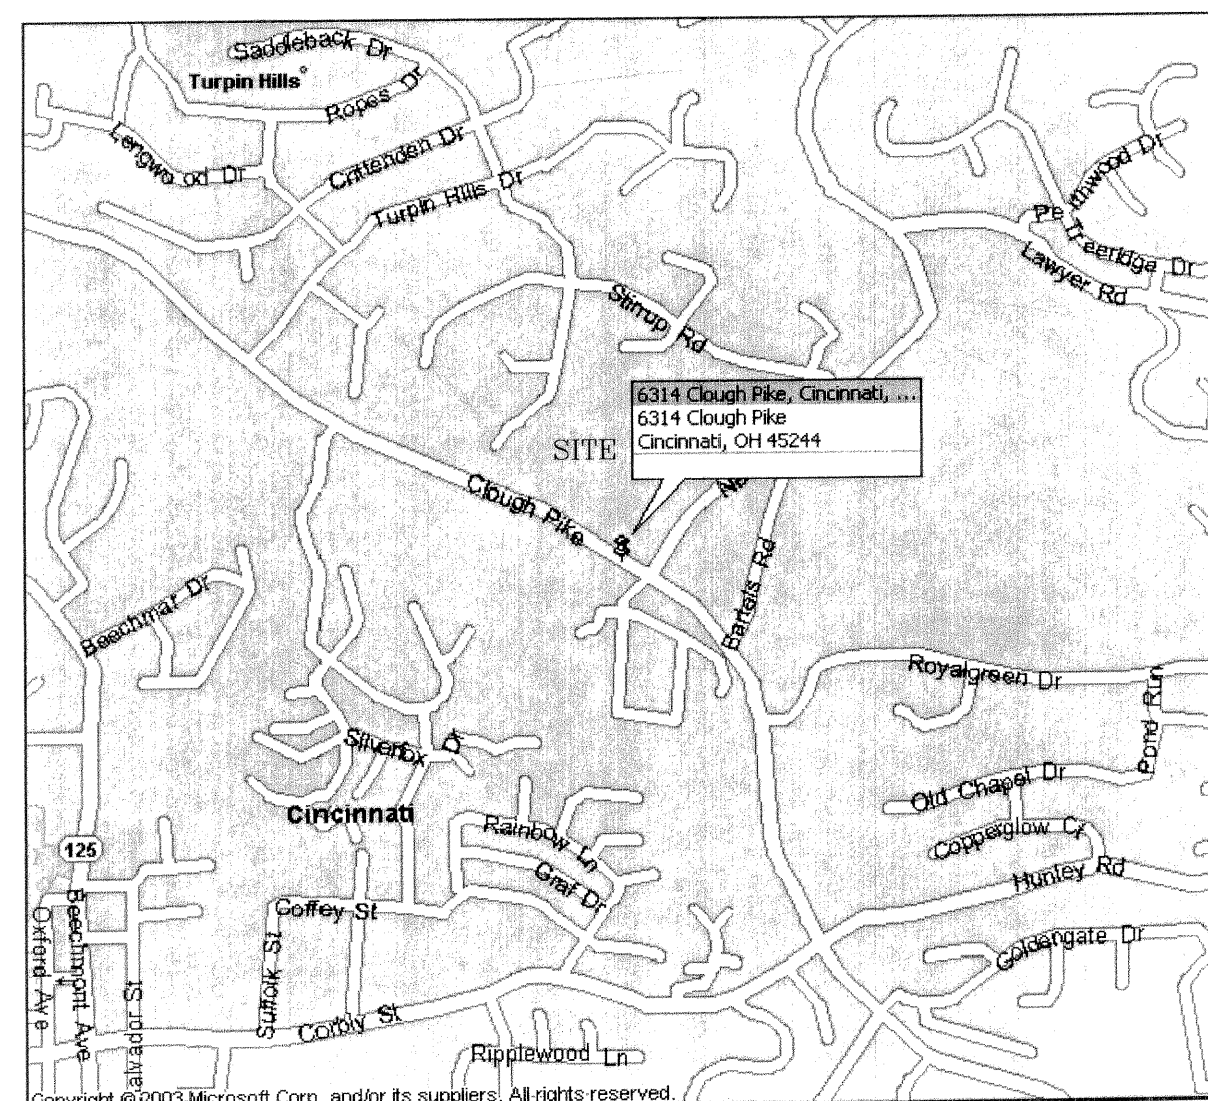 Saddleback Dr
Turpin Hills
Ropes Dr
Crittenden Dr
Turpin Hills Dr
Lawyer Rd
Stirrup Rd
6314 Clough Pike, Cincinnati, ...
6314 Clough Pike
Cincinnati, OH 45244
SITE
Clough Pike
Bartels Rd
Beechmar Dr
Royalgreen Dr
Pond Run
Silverfox Dr
Old Chapel Dr
Cincinnati
Rainbow Ln
Copperglow Ct
125
Graf Dr
Hunley Rd
Coffey St
Goldengate Dr
Oxford Ave
Beechmont Ave
Suffolk St
alvador St
Corbly St
Ripplewood Ln
Copyright © 2003 Microsoft Corp. and/or its suppliers. All rights reserved.